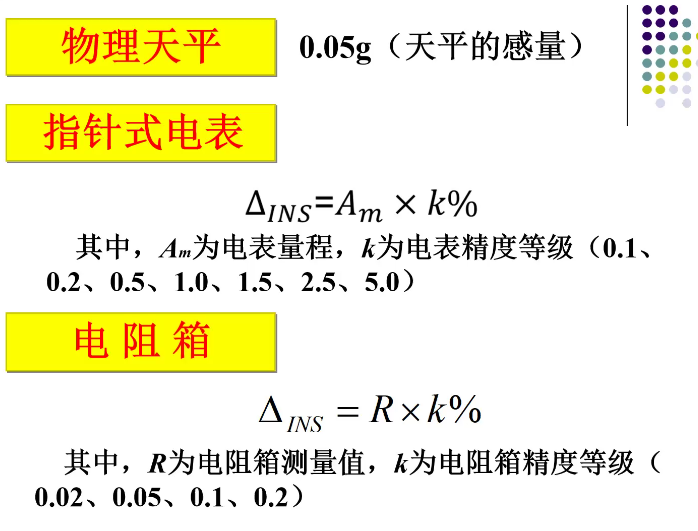 物理天平
0.05g（天平的感量）
指针式电表
Δ_INS=A_m × k%
其中，A_m为电表量程，k为电表精度等级（0.1、
0.2、0.5、1.0、1.5、2.5、5.0）
电 阻 箱
Δ_INS = R×k%
其中，R为电阻箱测量值，k为电阻箱精度等级（
0.02、0.05、0.1、0.2）